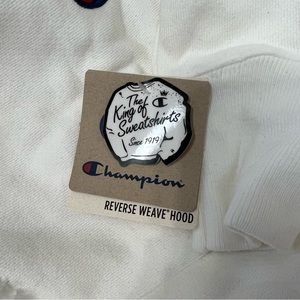 The
King of
Sweatshirts
Since 1919
Champion
REVERSE WEAVE® HOOD